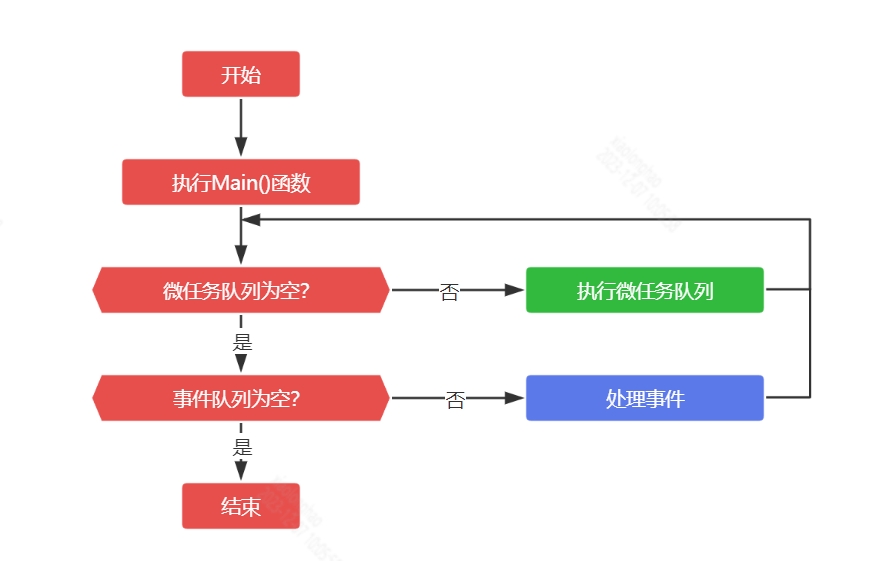 开始
执行Main()函数
微任务队列为空?
否
执行微任务队列
是
事件队列为空?
否
处理事件
是
结束